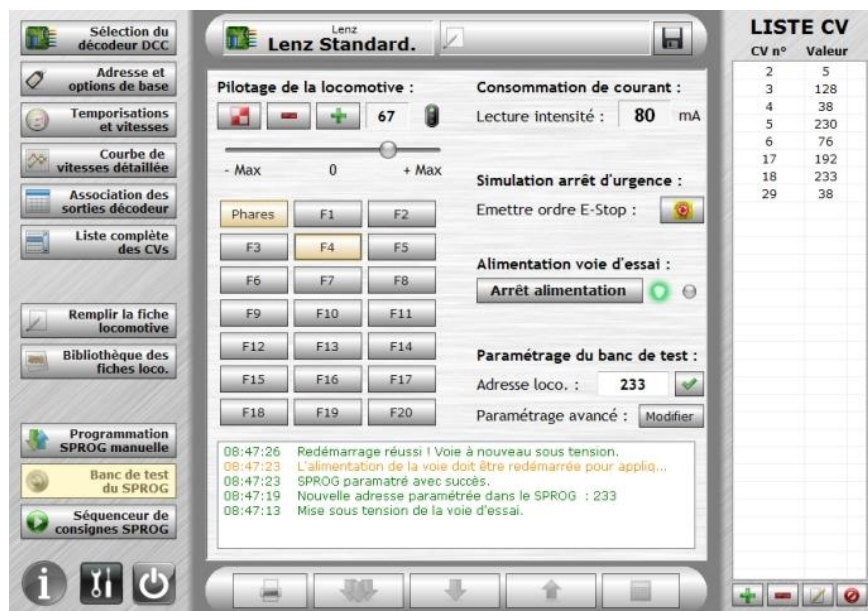 Sélection du
décodeur DCC
Adresse et
options de base
Temporisations
et vitesses
Courbe de
vitesses détaillée
Association des
sorties décodeur
Liste complète
des CVs
Remplir la fiche
locomotive
Bibliothèque des
fiches loco.
Programmation
SPROG manuelle
Banc de test
du SPROG
Séquenceur de
consignes SPROG
Lenz
Lenz Standard.
Pilotage de la locomotive :
67
- Max 0 + Max
Phares F1 F2
F3 F4 F5
F6 F7 F8
F9 F10 F11
F12 F13 F14
F15 F16 F17
F18 F19 F20
Consommation de courant :
Lecture intensité : 80 mA
Simulation arrêt d'urgence :
Emettre ordre E-Stop :
Alimentation voie d'essai :
Arrêt alimentation
Paramétrage du banc de test :
Adresse loco. : 233
Paramétrage avancé : Modifier
08:47:26 Redémarrage réussi ! Voie à nouveau sous tension.
08:47:23 L'alimentation de la voie doit être redémarrée pour appliq...
08:47:23 SPROG paramatré avec succès.
08:47:19 Nouvelle adresse paramétrée dans le SPROG : 233
08:47:13 Mise sous tension de la voie d'essai.
LISTE CV
CV n° Valeur
2 5
3 128
4 38
5 230
6 76
17 192
18 233
29 38